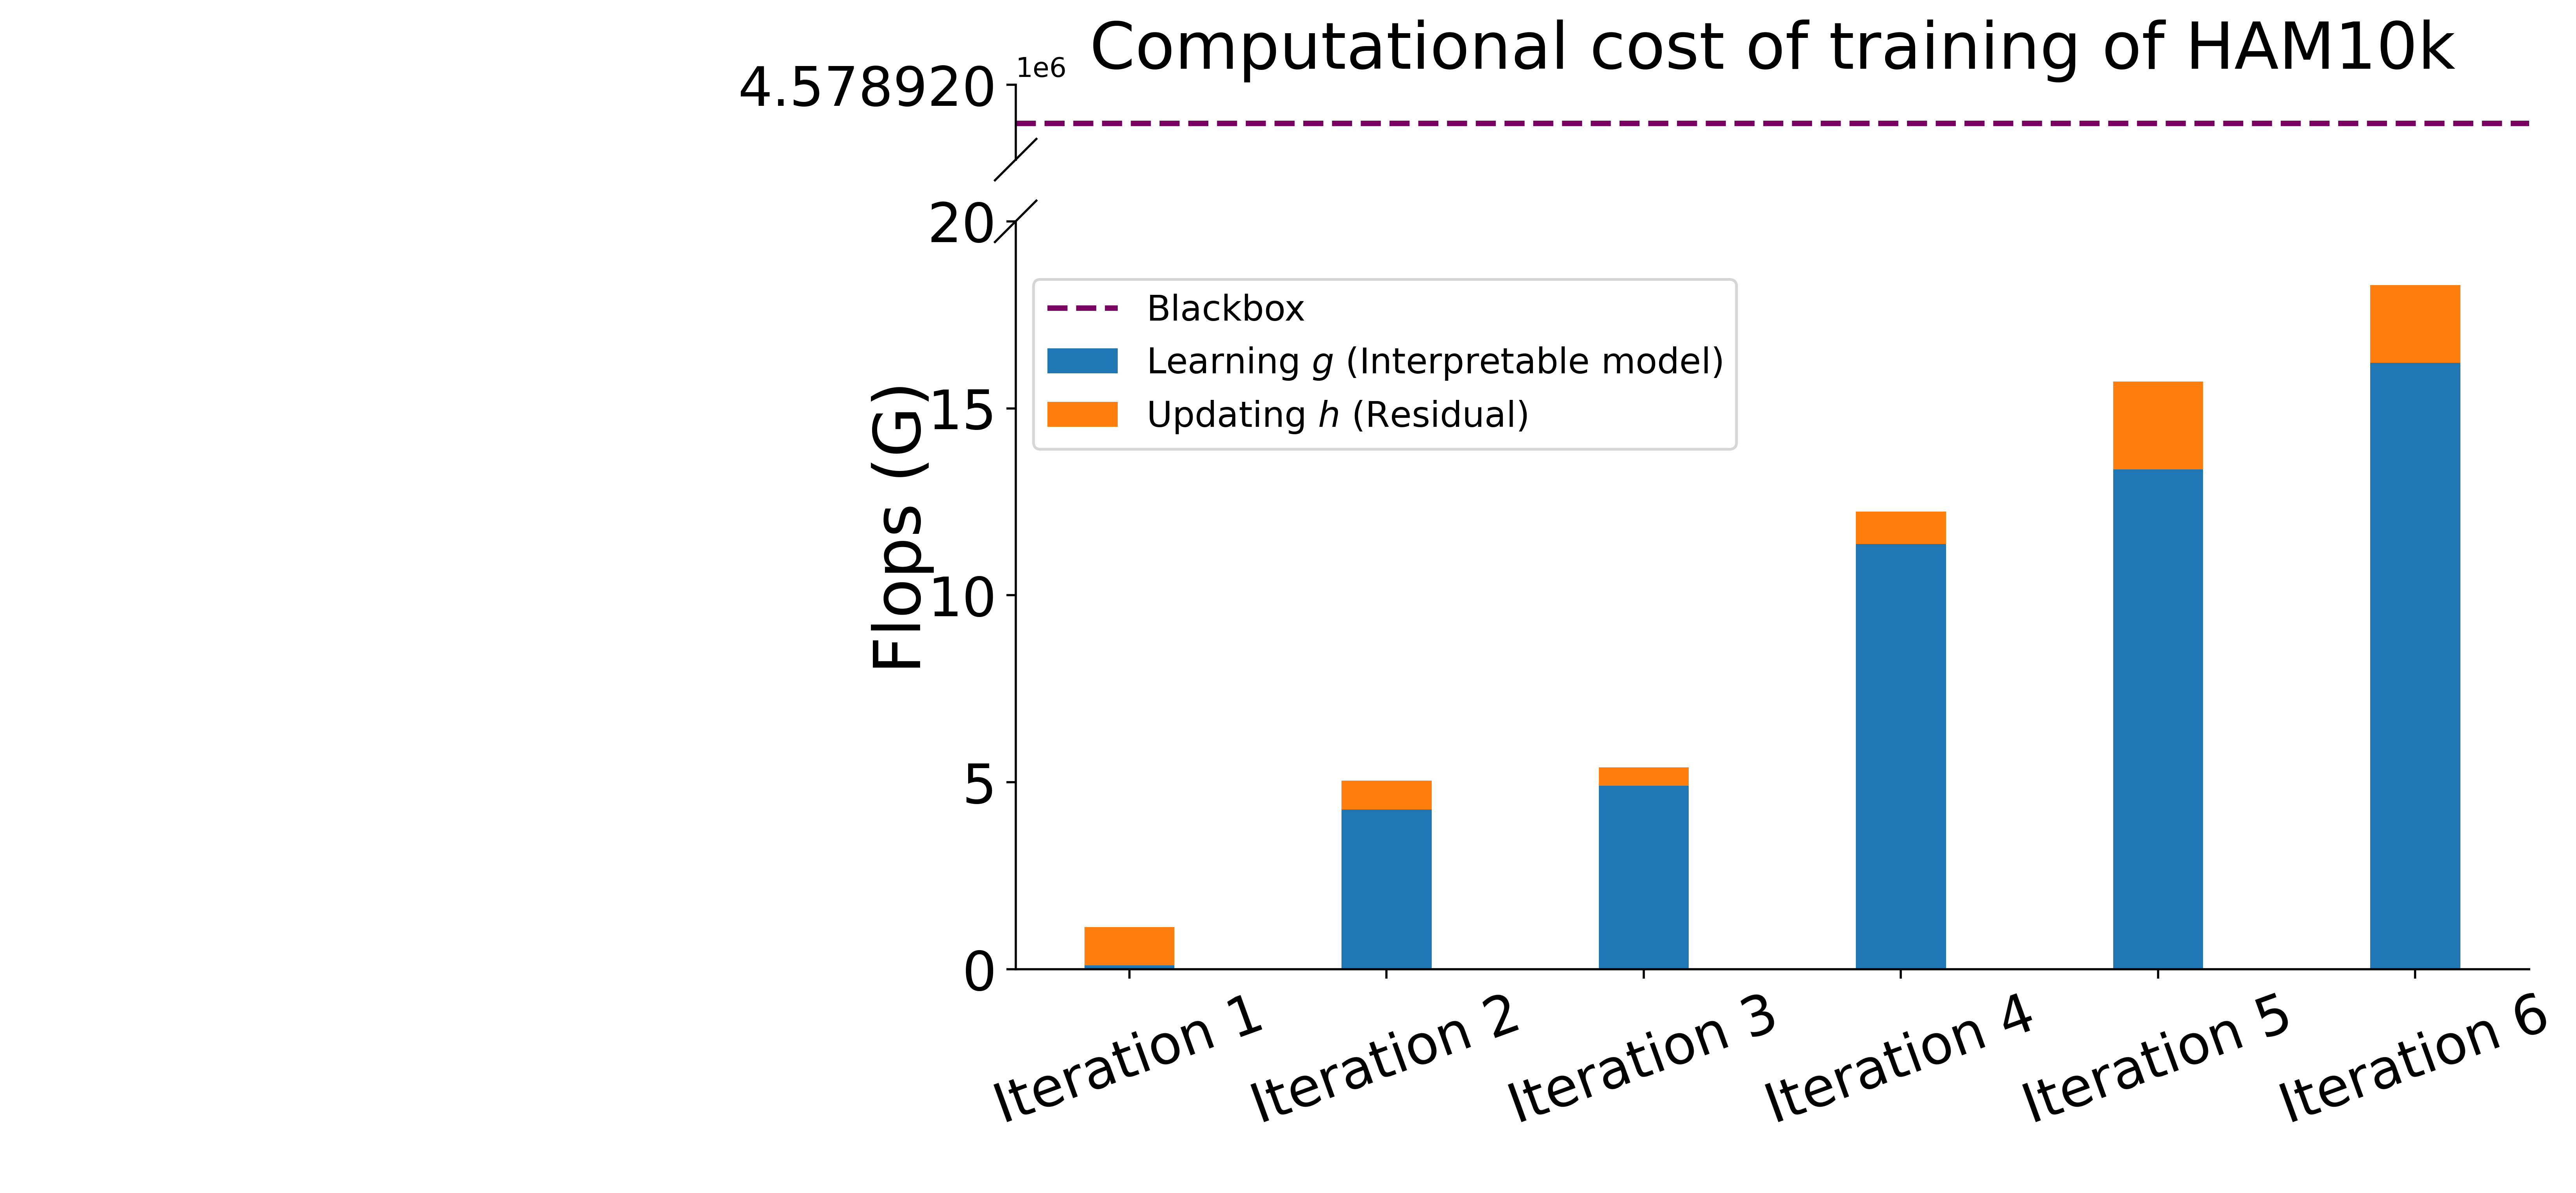 Computational cost of training of HAM10k
1e6
4.578920
20
15
10
5
0
Flops (G)
Blackbox
Learning g (Interpretable model)
Updating h (Residual)
Iteration 1
Iteration 2
Iteration 3
Iteration 4
Iteration 5
Iteration 6